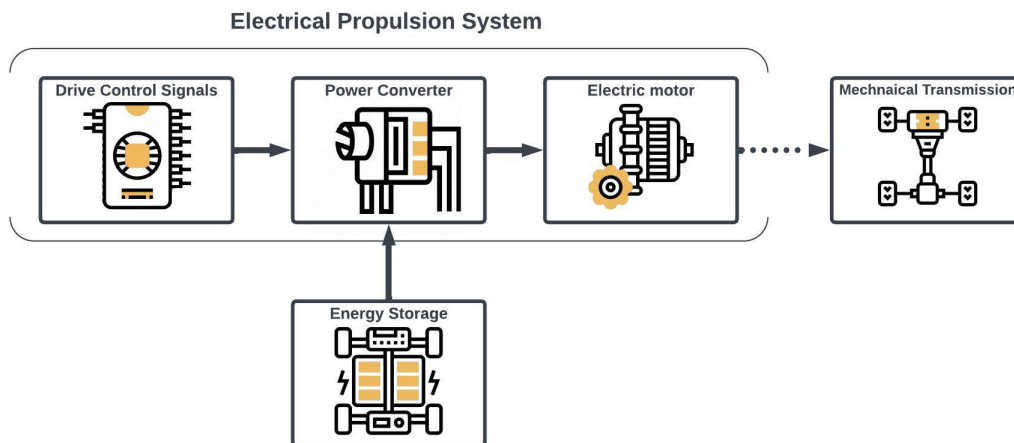 Electrical Propulsion System
Drive Control Signals
Power Converter
Electric motor
Mechnaical Transmission
Energy Storage